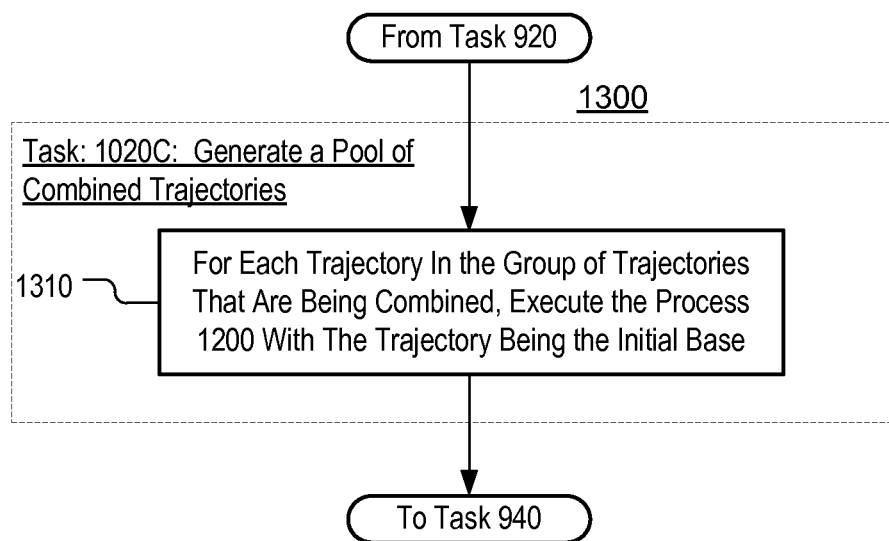 From Task 920
1300
Task: 1020C: Generate a Pool of
Combined Trajectories
For Each Trajectory In the Group of Trajectories
1310
That Are Being Combined, Execute the Process
1200 With The Trajectory Being the Initial Base
To Task 940